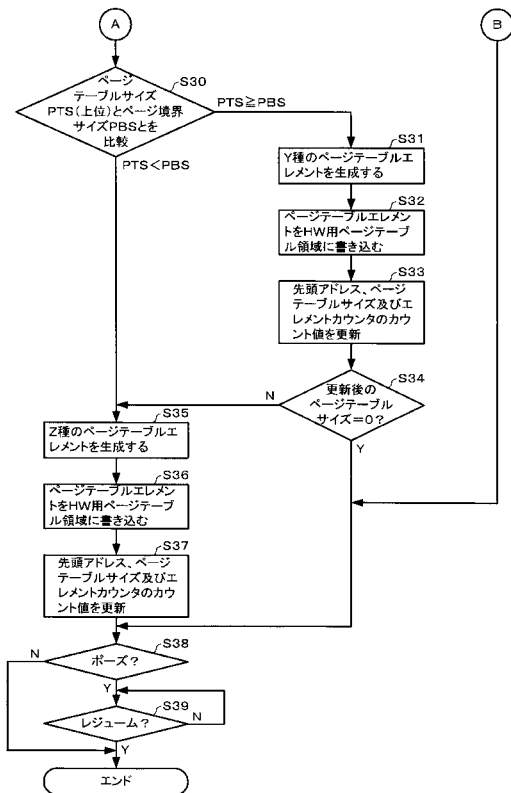 A
B
S30
ページ
テーブルサイズ
PTS(上位)とページ境界
サイズPBSとを
比較
PTS≧PBS
PTS<PBS
S31
Y種のページテーブルエ
レメントを生成する
S32
ページテーブルエレメント
をHW用ページテーブ
ル領域に書き込む
S33
先頭アドレス、ページ
テーブルサイズ及びエ
レメントカウンタのカウ
ント値を更新
S34
更新後の
ページテーブル
サイズ=0?
N
Y
S35
Z種のページテーブルエ
レメントを生成する
S36
ページテーブルエレメン
トをHW用ページテーブ
ル領域に書き込む
S37
先頭アドレス、ページ
テーブルサイズ及びエレ
メントカウンタのカウン
ト値を更新
S38
ポーズ?
N
Y
S39
レジューム?
N
Y
エンド